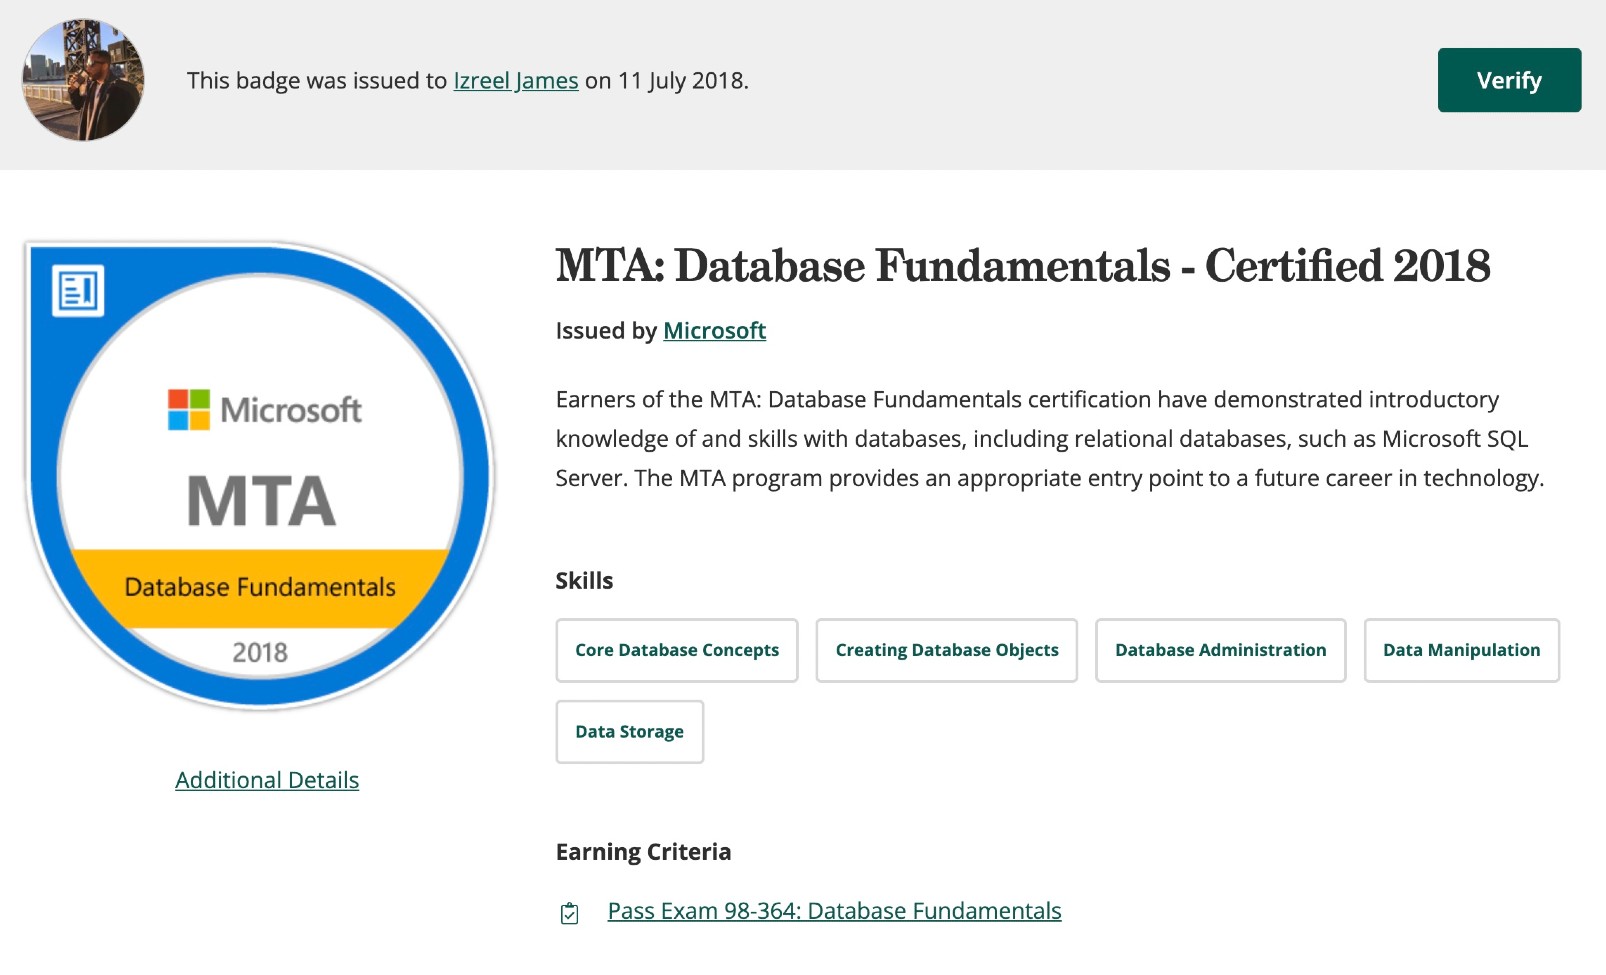 This badge was issued to Izreel James on 11 July 2018.
Verify
Microsoft
MTA
Database Fundamentals
2018
Additional Details
MTA: Database Fundamentals - Certified 2018
Issued by Microsoft
Earners of the MTA: Database Fundamentals certification have demonstrated introductory
knowledge of and skills with databases, including relational databases, such as Microsoft SQL
Server. The MTA program provides an appropriate entry point to a future career in technology.
Skills
Core Database Concepts
Creating Database Objects
Database Administration
Data Manipulation
Data Storage
Earning Criteria
Pass Exam 98-364: Database Fundamentals